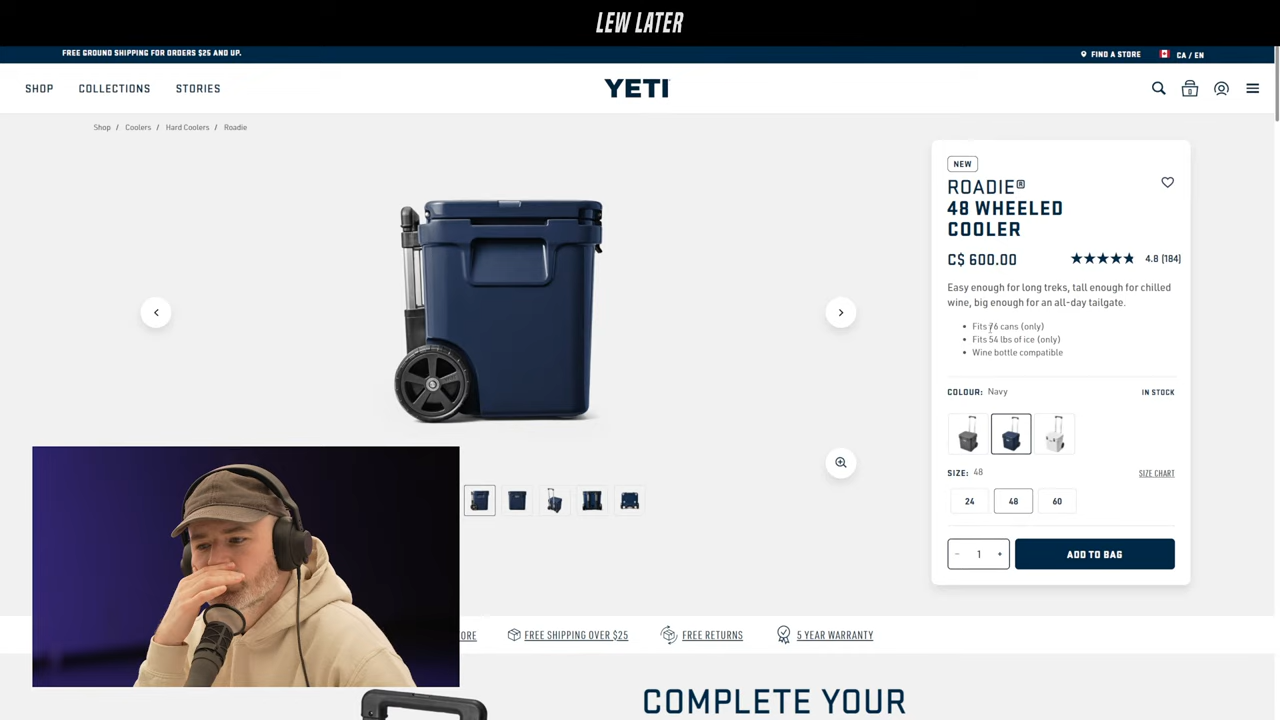 LEW LATER
FREE GROUND SHIPPING FOR ORDERS $25 AND UP.
FIND A STORE
CA / EN
SHOP
COLLECTIONS
STORIES
YETI
0
Shop / Coolers / Hard Coolers / Roadie
NEW
ROADIE®
48 WHEELED
COOLER
C$ 600.00
4.8 (184)
Easy enough for long treks, tall enough for chilled
wine, big enough for an all-day tailgate.
• Fits 76 cans (only)
• Fits 54 lbs of ice (only)
• Wine bottle compatible
COLOUR: Navy
IN STOCK
SIZE: 48
SIZE CHART
24
48
60
- 1 +
ADD TO BAG
ORE
FREE SHIPPING OVER $25
FREE RETURNS
5 YEAR WARRANTY
COMPLETE YOUR